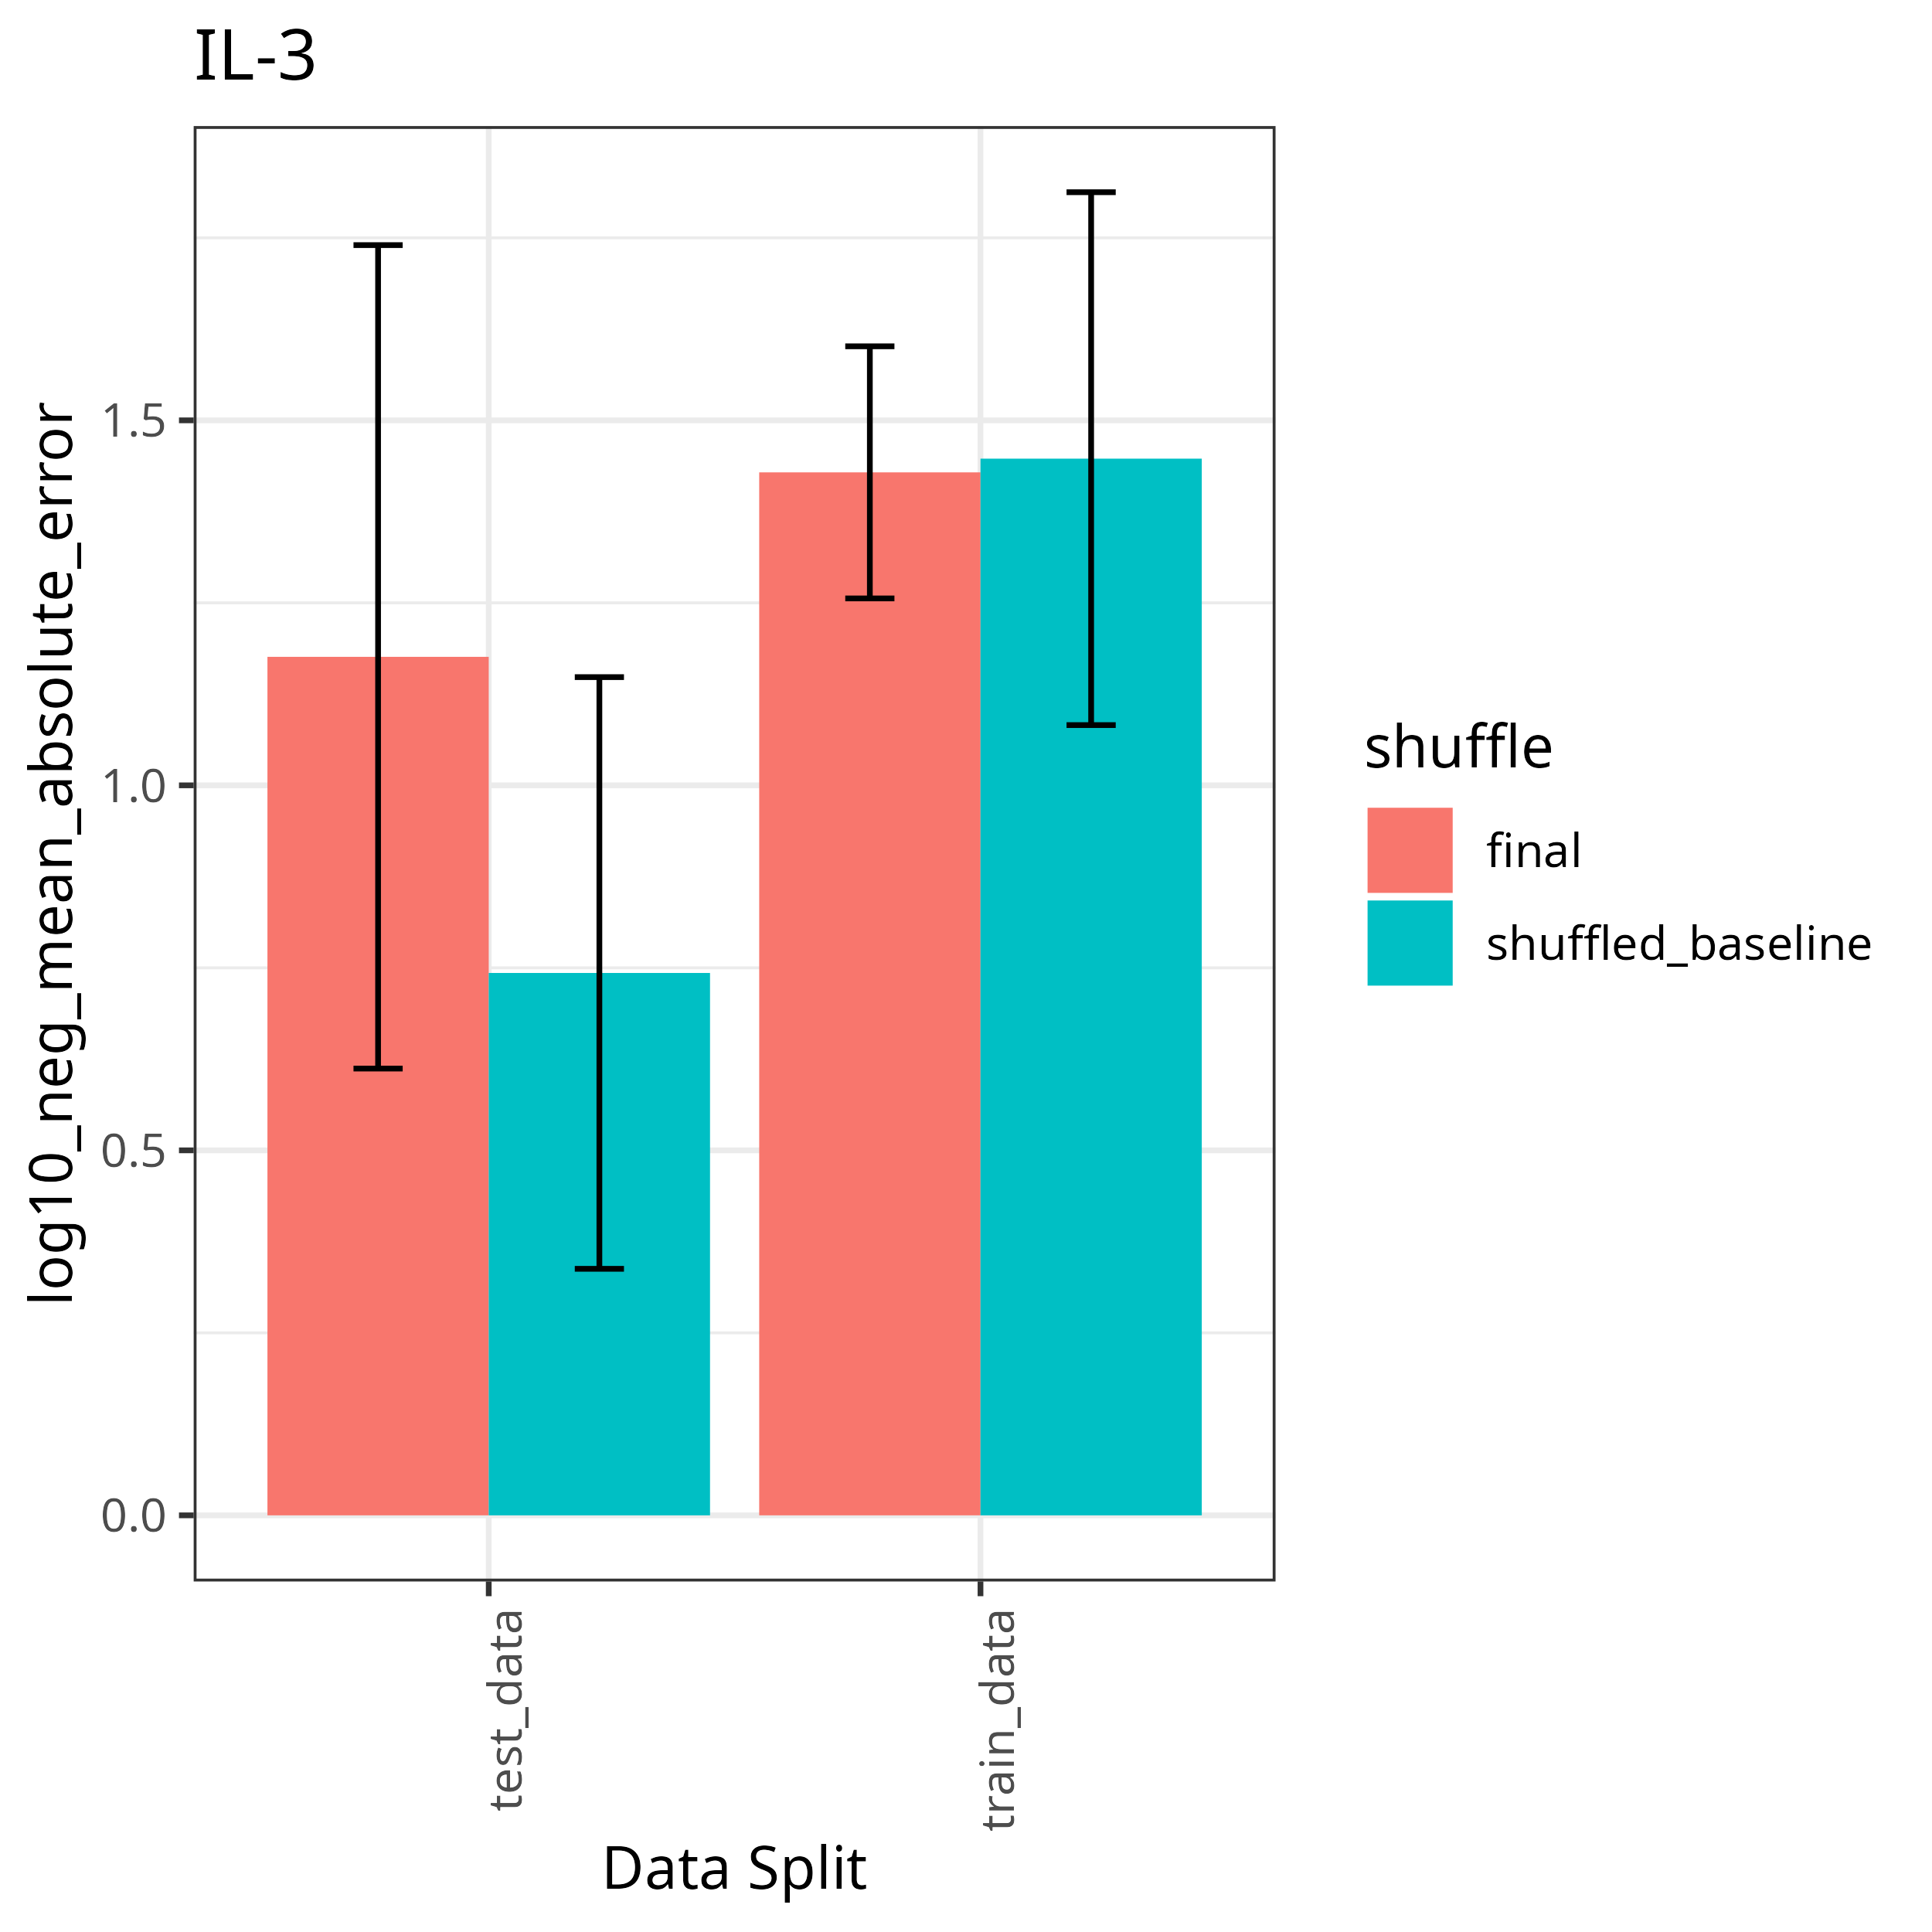 IL-3
log10_neg_mean_absolute_error
1.5
1.0
0.5
0.0
test_data
train_data
Data Split
shuffle
final
shuffled_baseline